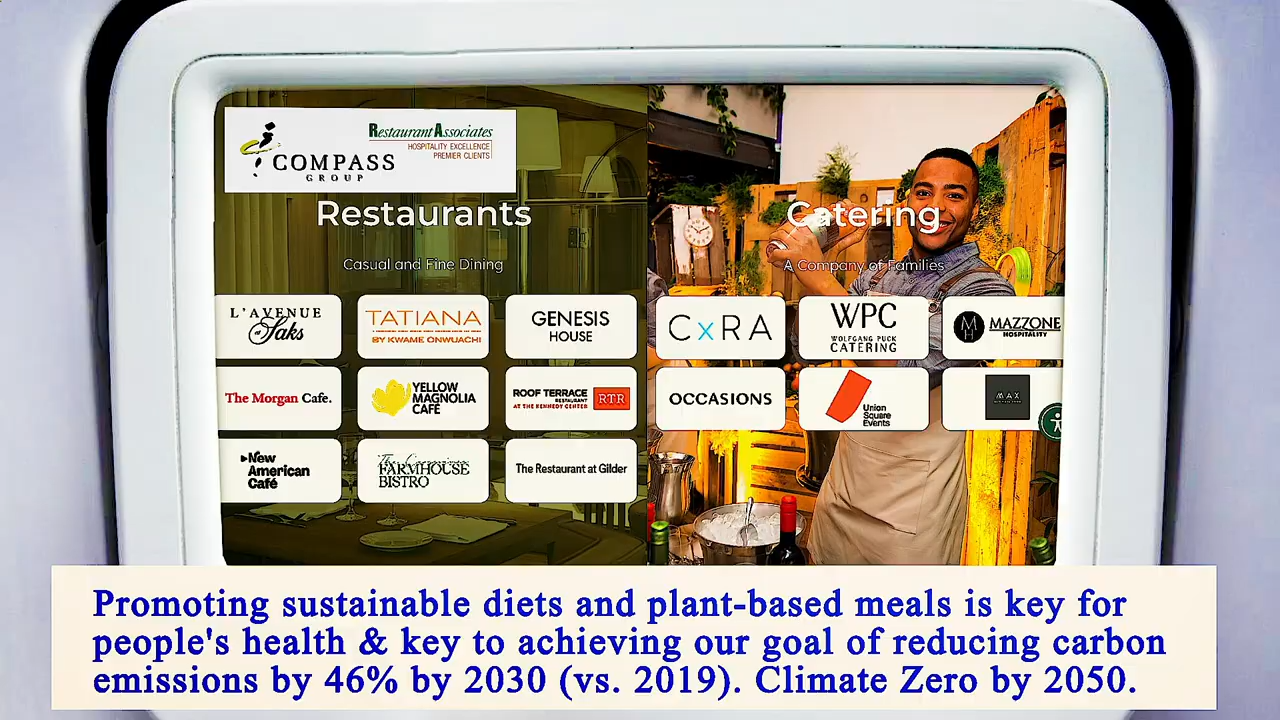 COMPASS
GROUP
Restaurant Associates
HOSPITALITY EXCELLENCE
PREMIER CLIENTS
Restaurants
Casual and Fine Dining
L'AVENUE
Saks
TATIANA
BY KWAME ONWUACHI
GENESIS
HOUSE
The Morgan Cafe.
YELLOW
MAGNOLIA
CAFÉ
ROOF TERRACE
RESTAURANT
AT THE KENNEDY CENTER
RTR
New
American
Café
FARMHOUSE
BISTRO
The Restaurant at Gilder
Catering
A Company of Families
CxRA
WPC
WOLFGANG PUCK
CATERING
MH
MAZZONE
HOSPITALITY
OCCASIONS
Union
Square
Events
MAX
Promoting sustainable diets and plant-based meals is key for
people's health & key to achieving our goal of reducing carbon
emissions by 46% by 2030 (vs. 2019). Climate Zero by 2050.